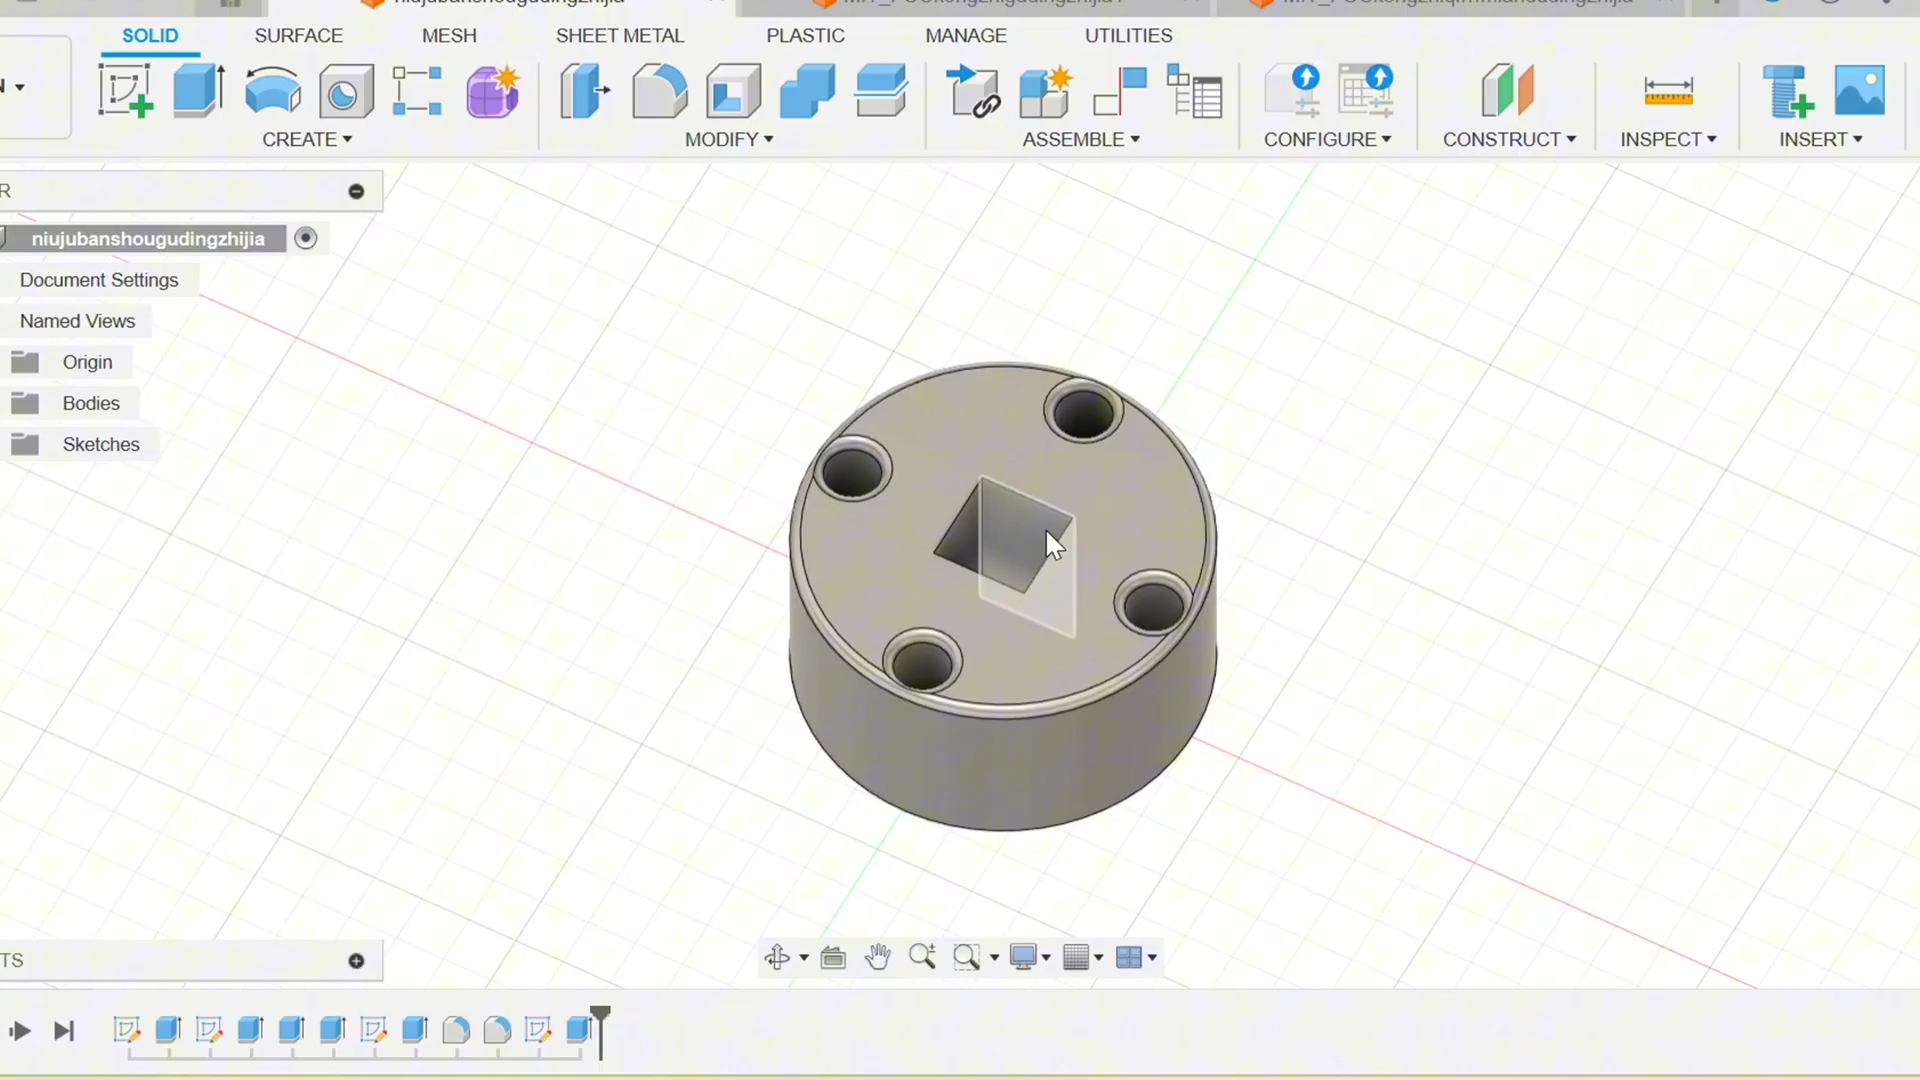 SOLID SURFACE MESH SHEET METAL PLASTIC MANAGE UTILITIES
N
CREATE MODIFY ASSEMBLE CONFIGURE CONSTRUCT INSPECT INSERT
R
niujubanshougudingzhijia
Document Settings
Named Views
Origin
Bodies
Sketches
TS